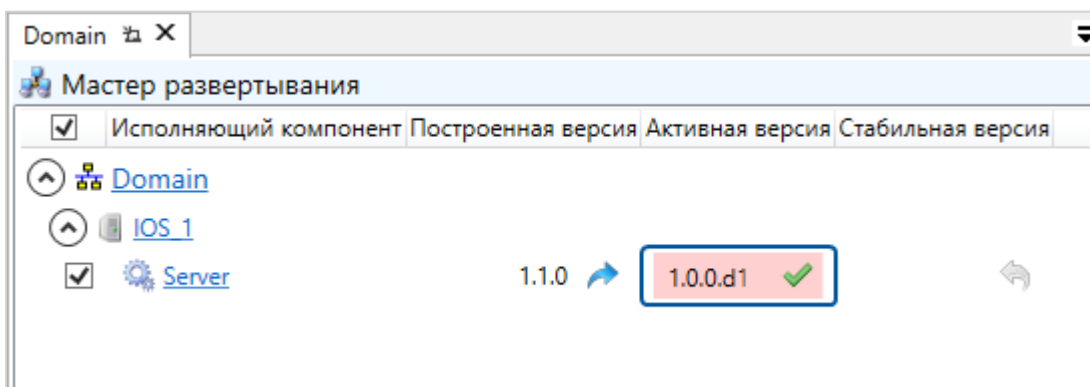 Domain
Мастер развертывания
Исполняющий компонент Построенная версия Активная версия Стабильная версия
Domain
IOS_1
Server 1.1.0 1.0.0.d1